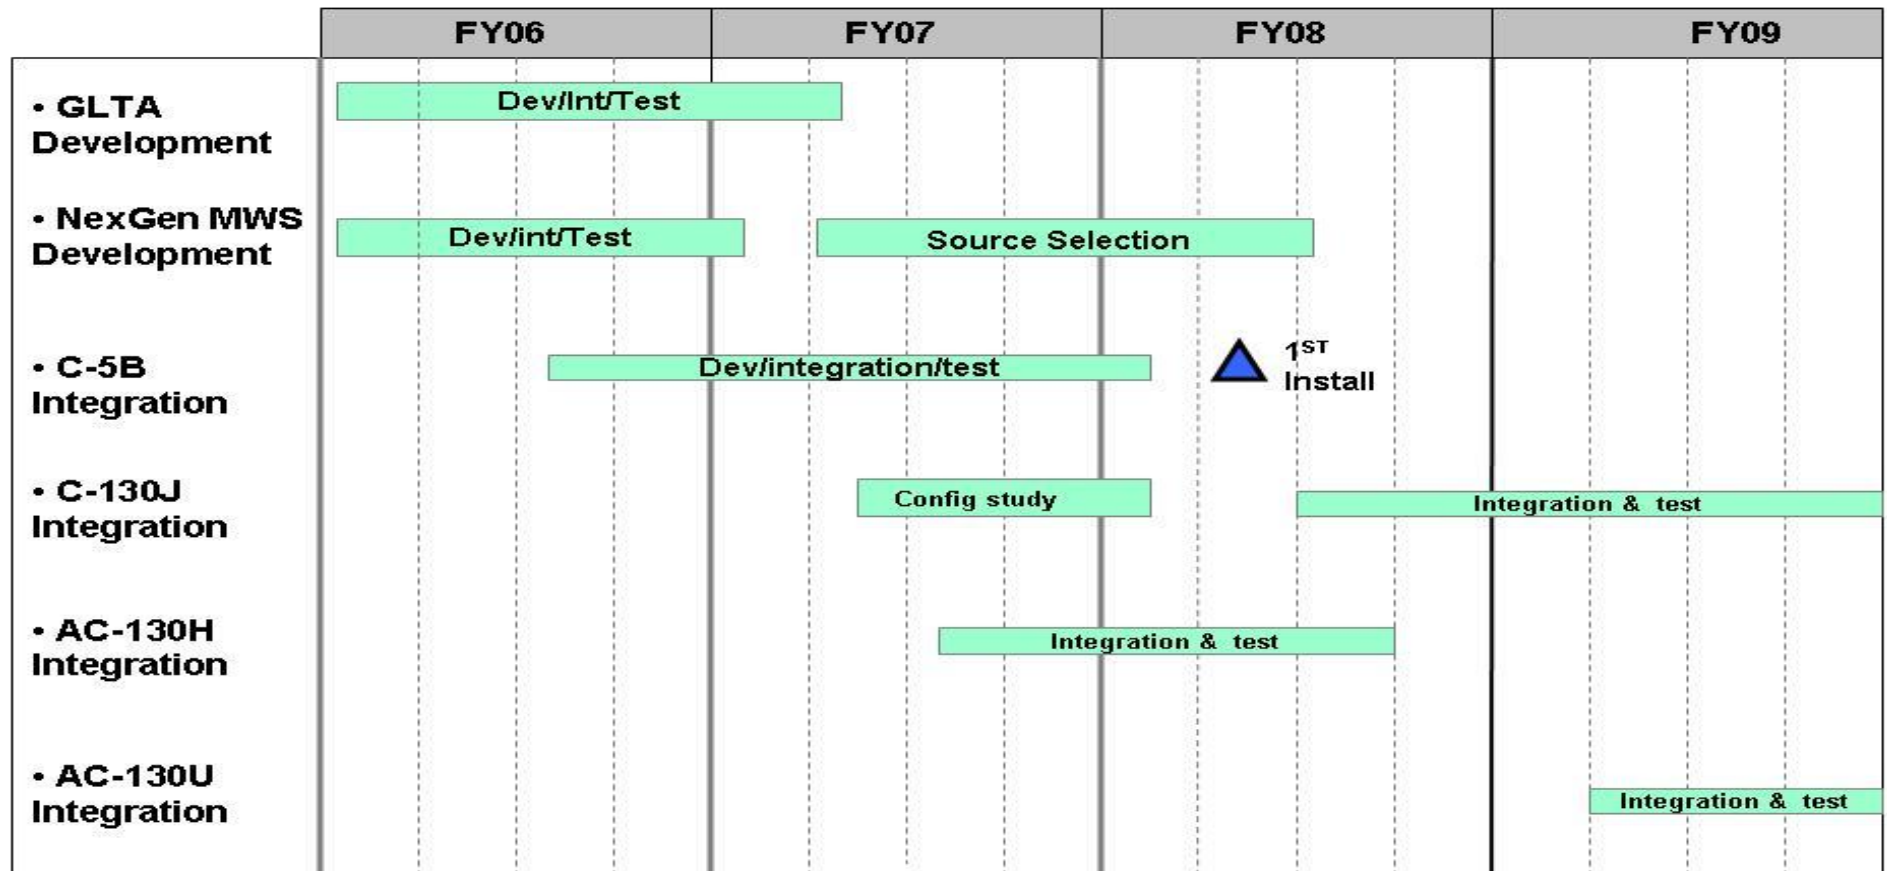 FY06 FY07 FY08 FY09
• GLTA
Development
Dev/Int/Test
• NexGen MWS
Development
Dev/int/Test
Source Selection
• C-5B
Integration
Dev/integration/test
1ST
Install
• C-130J
Integration
Config study
Integration & test
• AC-130H
Integration
Integration & test
• AC-130U
Integration
Integration & test